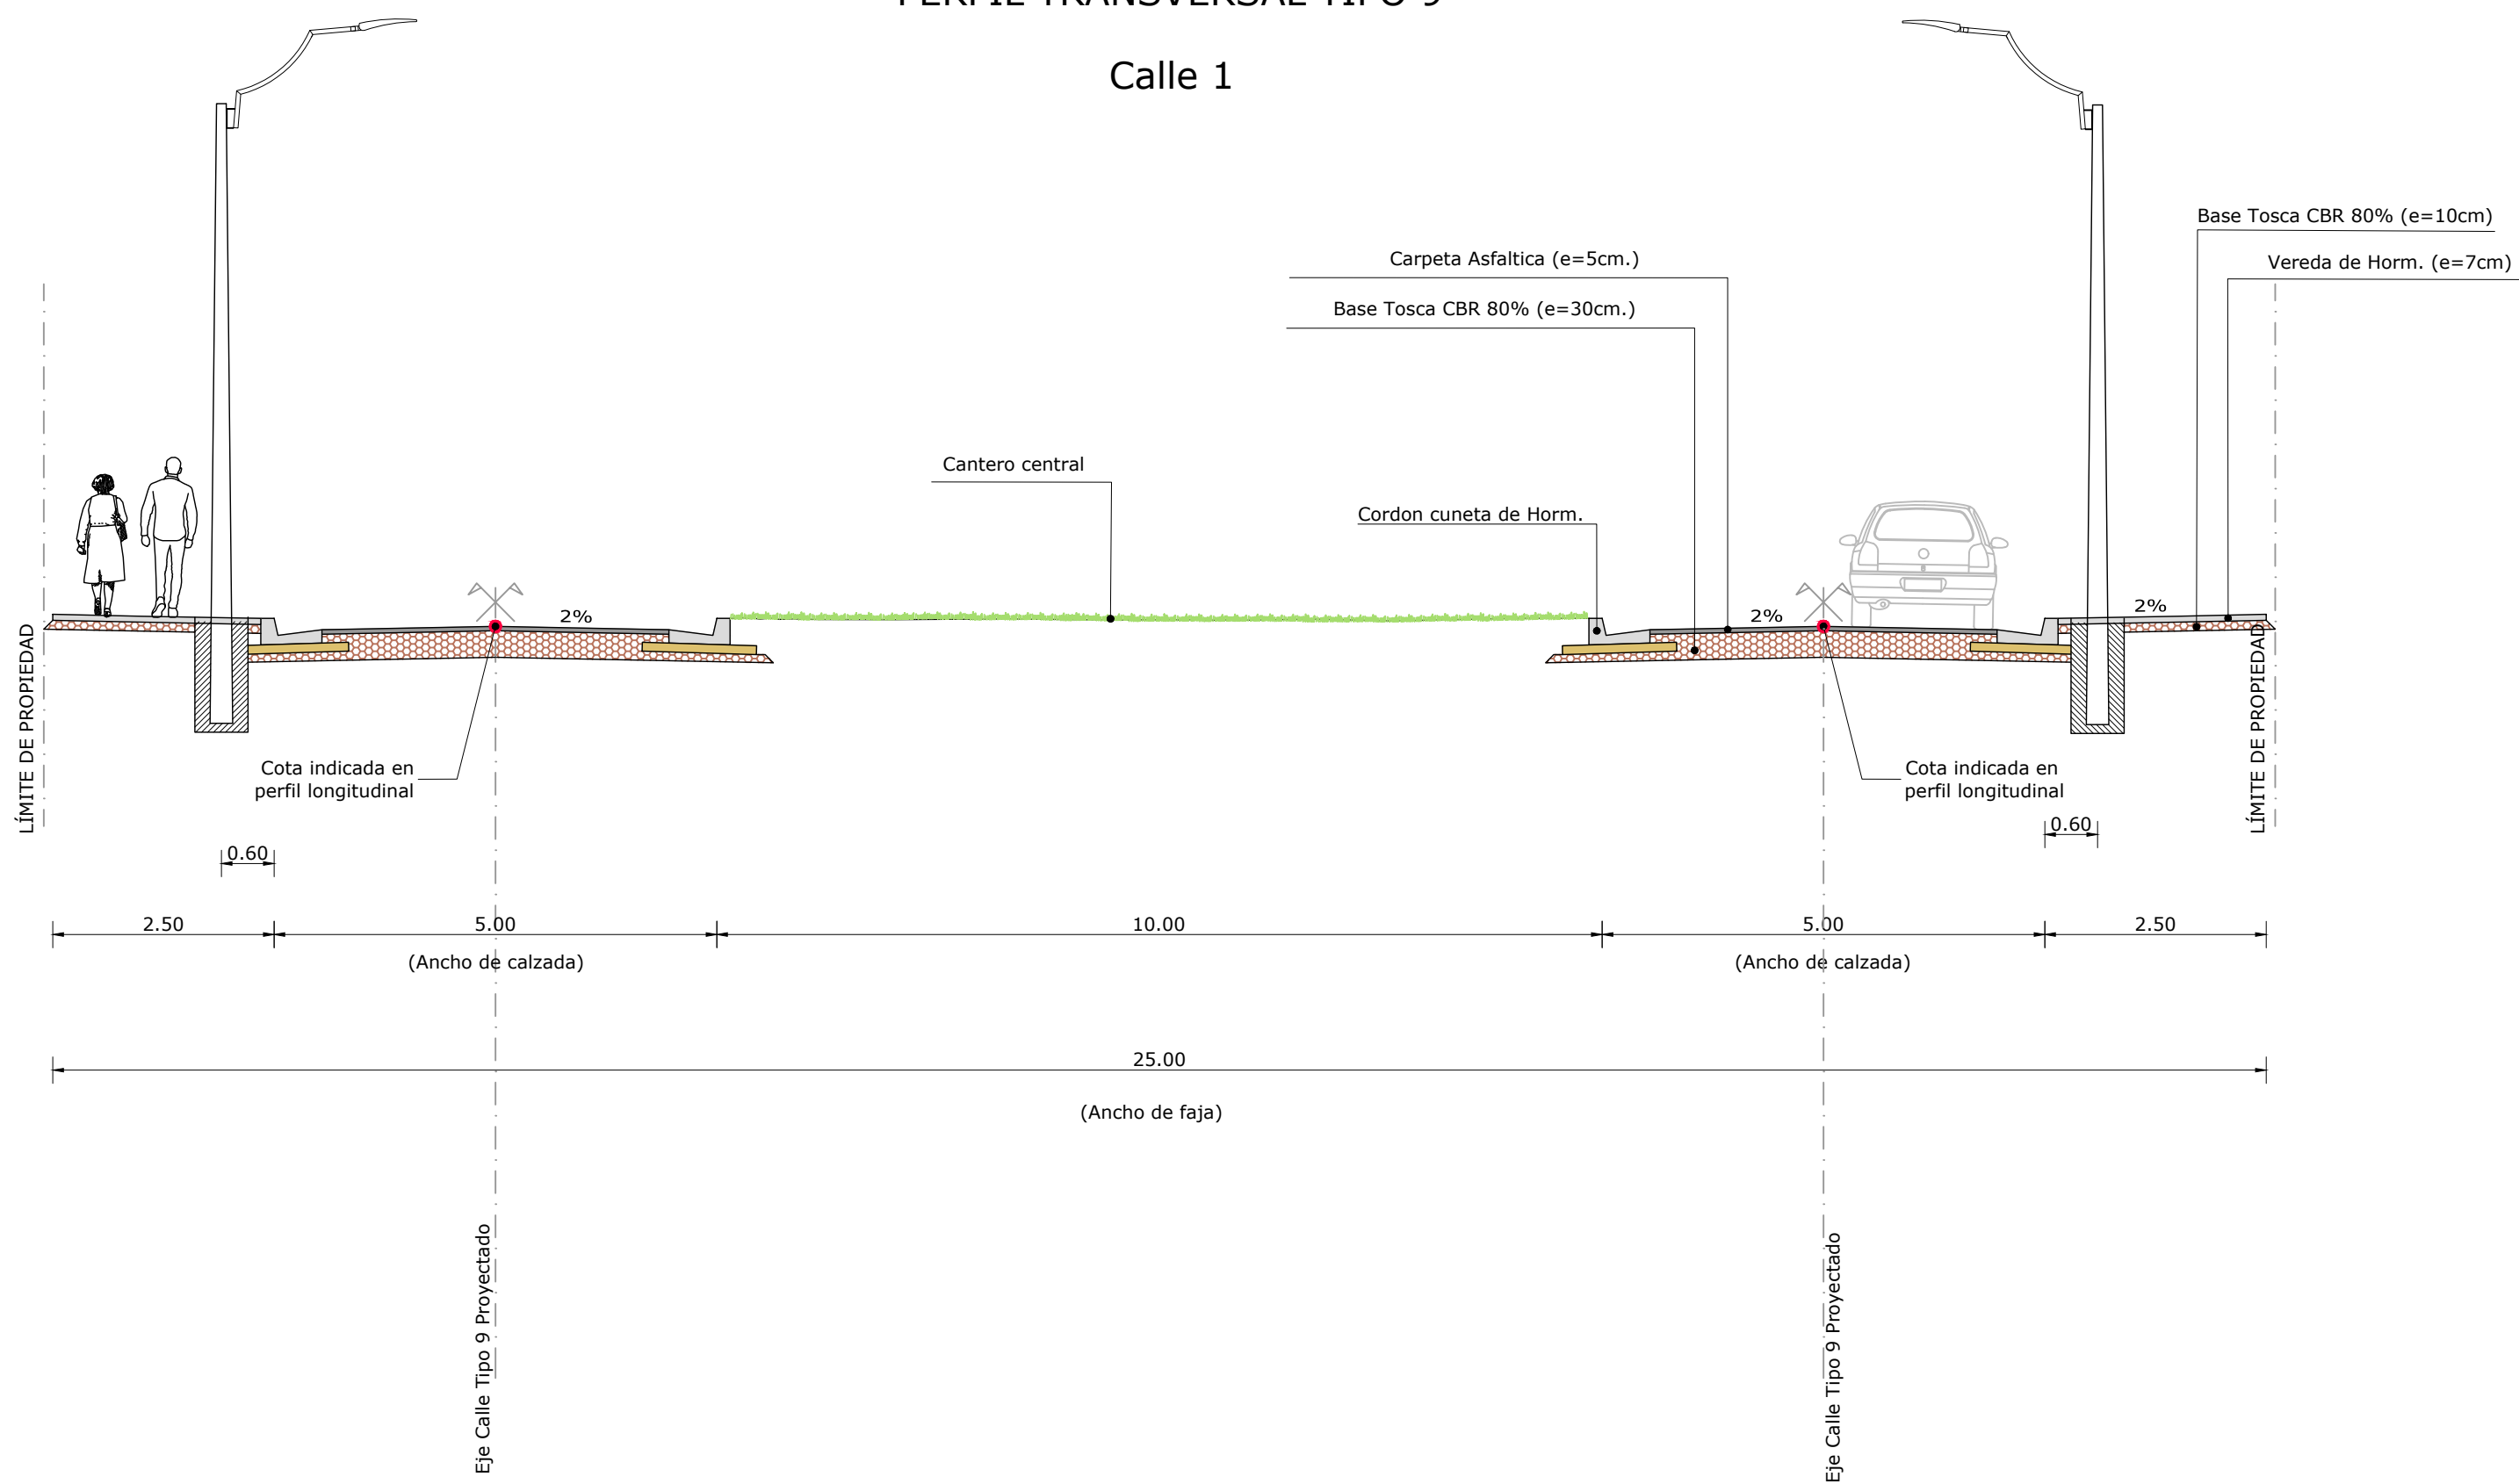 PERFIL TRANSVERSAL TIPO 9
Calle 1
Base Tosca CBR 80% (e=10cm)
Carpeta Asfaltica (e=5cm.)
Vereda de Horm. (e=7cm)
Base Tosca CBR 80% (e=30cm.)
Cantero central
Cordon cuneta de Horm.
2%
2%
2%
LÍMITE DE PROPIEDAD
LÍMITE DE PROPIEDAD
Cota indicada en
perfil longitudinal
Cota indicada en
perfil longitudinal
0.60
0.60
2.50
5.00
10.00
5.00
2.50
(Ancho de calzada)
(Ancho de calzada)
25.00
(Ancho de faja)
Eje Calle Tipo 9 Proyectado
Eje Calle Tipo 9 Proyectado